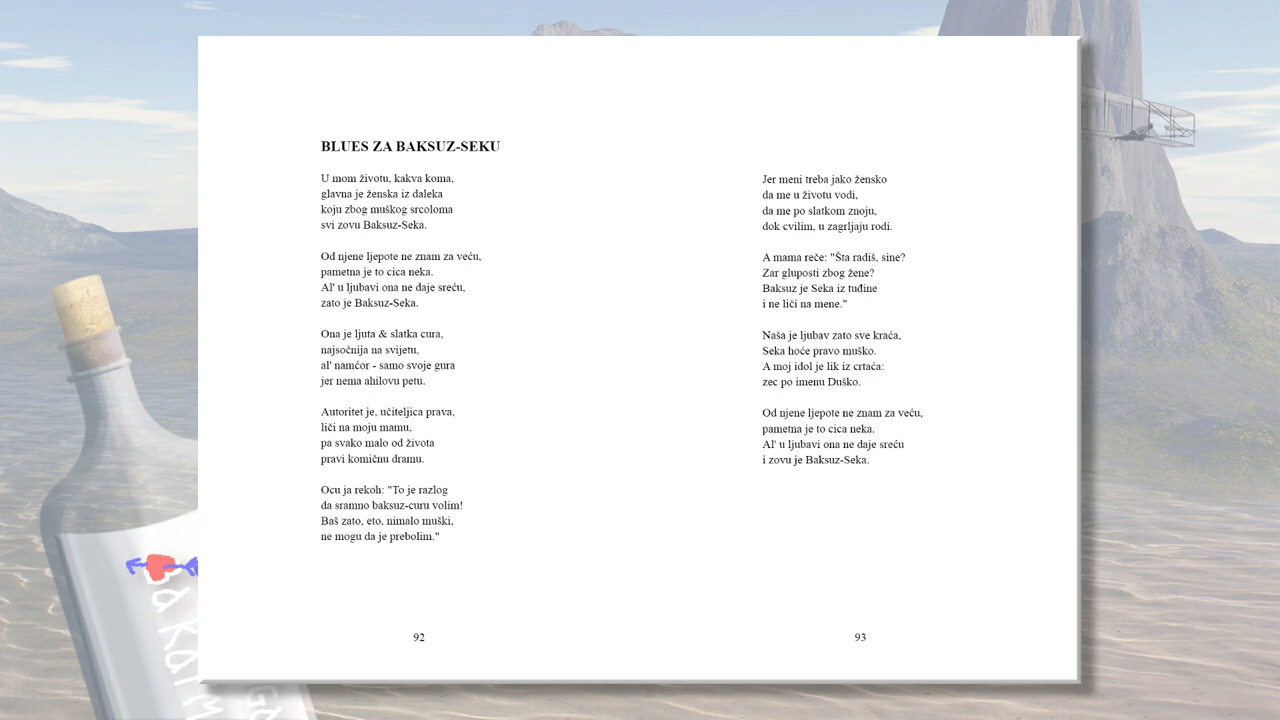 BLUES ZA BAKSUZ-SEKU
U mom životu, kakva koma,
glavna je ženska iz daleka
koju zbog muškog srcoloma
svi zovu Baksuz-Seka.
Od njene ljepote ne znam za veću,
pametna je to cica neka.
Al' u ljubavi ona ne daje sreću,
zato je Baksuz-Seka.
Ona je ljuta & slatka cura,
najsočnija na svijetu,
al' namćor - samo svoje gura
jer nema ahilovu petu.
Autoritet je, učiteljica prava,
liči na moju mamu,
pa svako malo od života
pravi komičnu dramu.
Ocu ja rekoh: "To je razlog
da sramno baksuz-curu volim!
Baš zato, eto, nimalo muški,
ne mogu da je prebolim."
92
Jer meni treba jako žensko
da me u životu vodi,
da me po slatkom znoju,
dok cvilim, u zagrljaju rodi.
A mama reče: "Šta radiš, sine?
Zar gluposti zbog žene?
Baksuz je Seka iz tuđine
i ne liči na mene."
Naša je ljubav zato sve kraća,
Seka hoće pravo muško.
A moj idol je lik iz crtaća:
zec po imenu Duško.
Od njene ljepote ne znam za veću,
pametna je to cica neka.
Al' u ljubavi ona ne daje sreću
i zovu je Baksuz-Seka.
93